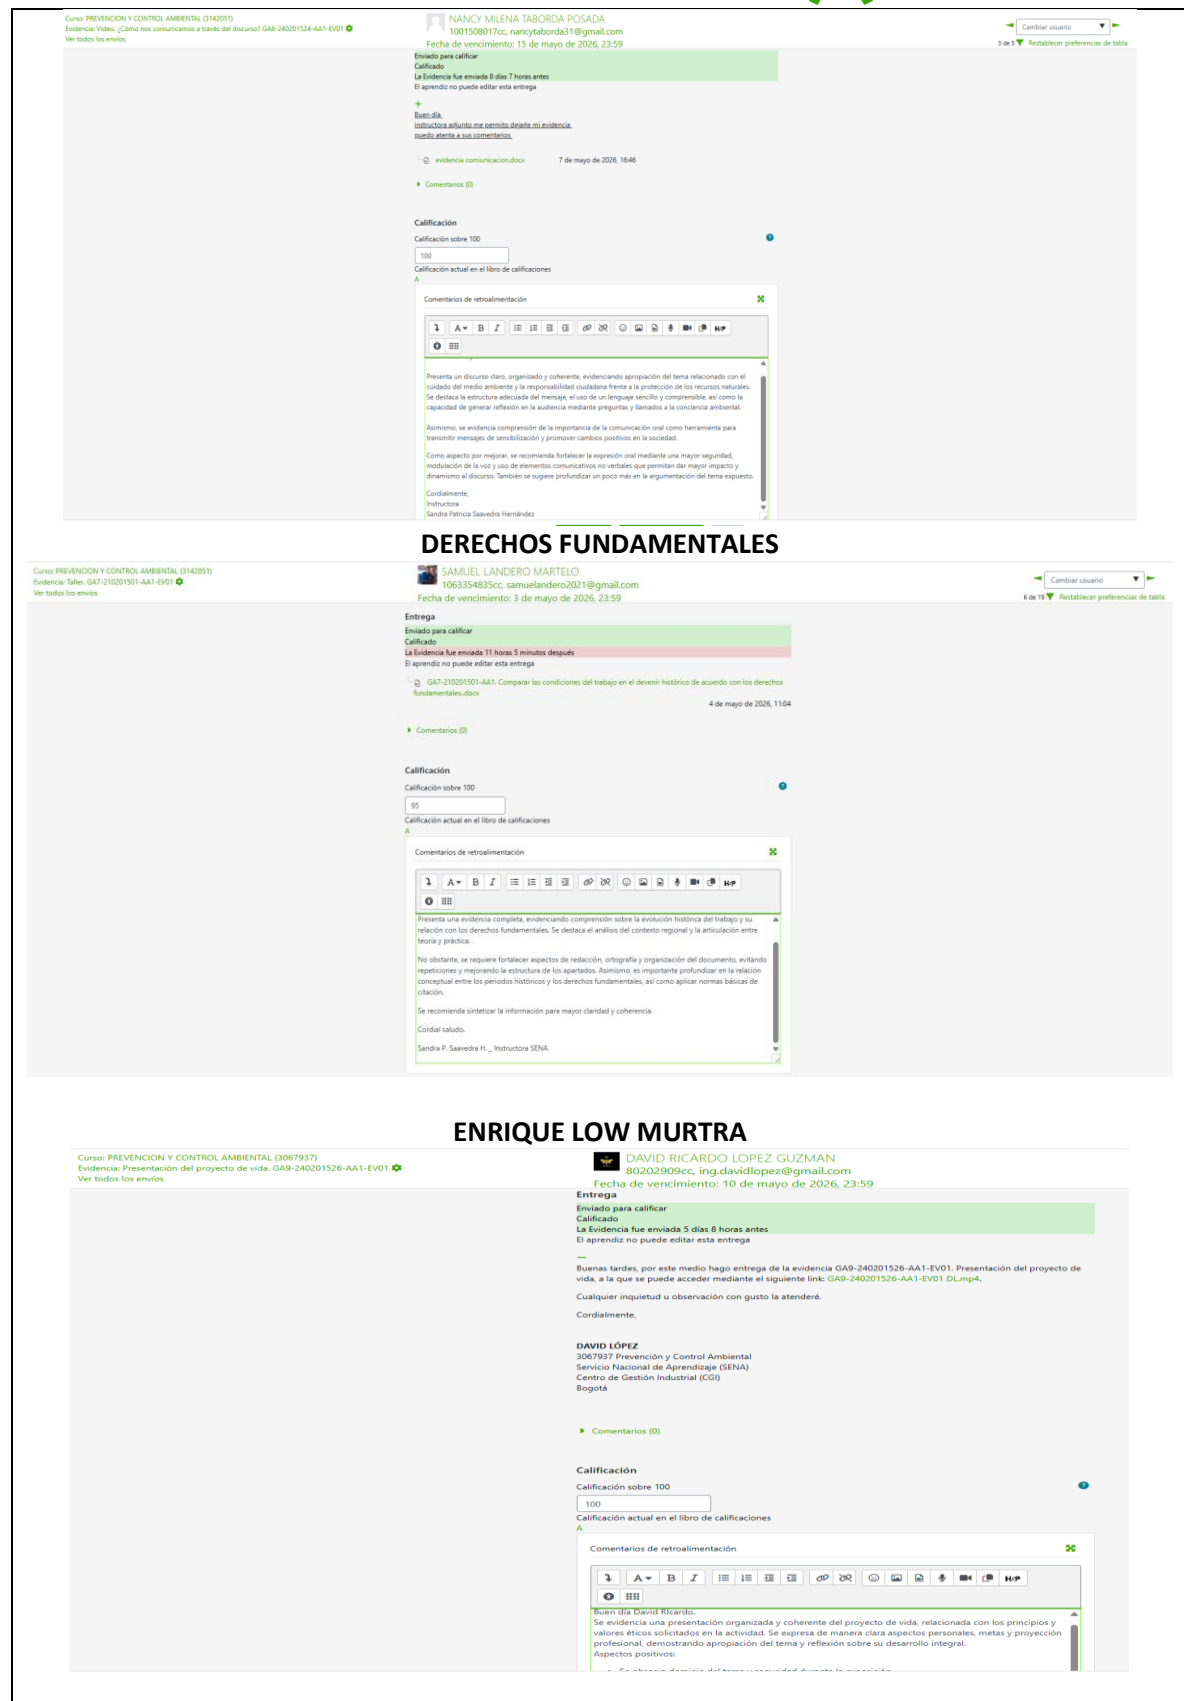 Curso: PREVENCION Y CONTROL AMBIENTAL (3142051)
Evidencia: Video. ¿Cómo nos comunicamos a través del discurso? GA6-240201524-AA1-EV01
Ver todos los envíos
NANCY MILENA TABORDA POSADA
1001508017cc, nancytaborda31@gmail.com
Fecha de vencimiento: 15 de mayo de 2026, 23:59
Cambiar usuario
3 de 5 Restablecer preferencias de tabla
Enviado para calificar
Calificado
La Evidencia fue enviada 8 días 7 horas antes
El aprendiz no puede editar esta entrega
Buen día,
instructora adjunto me permito dejarle mi evidencia
quedo atenta a sus comentarios
evidencia comiunicacion.docx 7 de mayo de 2026, 16:46
Comentarios (0)
Calificación
Calificación sobre 100
100
Calificación actual en el libro de calificaciones
A
Comentarios de retroalimentación
Presenta un discurso claro, organizado y coherente, evidenciando apropiación del tema relacionado con el
cuidado del medio ambiente y la responsabilidad ciudadana frente a la protección de los recursos naturales.
Se destaca la estructura adecuada del mensaje, el uso de un lenguaje sencillo y comprensible, así como la
capacidad de generar reflexión en la audiencia mediante preguntas y llamados a la conciencia ambiental.
Asimismo, se evidencia comprensión de la importancia de la comunicación oral como herramienta para
transmitir mensajes de sensibilización y promover cambios positivos en la sociedad.
Como aspecto por mejorar, se recomienda fortalecer la expresión oral mediante una mayor seguridad,
modulación de la voz y uso de elementos comunicativos no verbales que permitan dar mayor impacto y
dinamismo al discurso. También se sugiere profundizar un poco más en la argumentación del tema expuesto.
Cordialmente,
Instructora
Sandra Patricia Saavedra Hernández
DERECHOS FUNDAMENTALES
Curso: PREVENCION Y CONTROL AMBIENTAL (3142051)
Evidencia: Taller. GA7-210201501-AA1-EV01
Ver todos los envíos
SAMUEL LANDERO MARTELO
1063354835cc, samuelandero2021@gmail.com
Fecha de vencimiento: 3 de mayo de 2026, 23:59
Cambiar usuario
6 de 19 Restablecer preferencias de tabla
Entrega
Enviado para calificar
Calificado
La Evidencia fue enviada 11 horas 5 minutos después
El aprendiz no puede editar esta entrega
GA7-210201501-AA1. Comparar las condiciones del trabajo en el devenir histórico de acuerdo con los derechos
fundamentales.docx
4 de mayo de 2026, 11:04
Comentarios (0)
Calificación
Calificación sobre 100
95
Calificación actual en el libro de calificaciones
A
Comentarios de retroalimentación
Presenta una evidencia completa, evidenciando comprensión sobre la evolución histórica del trabajo y su
relación con los derechos fundamentales. Se destaca el análisis del contexto regional y la articulación entre
teoría y práctica.
No obstante, se requiere fortalecer aspectos de redacción, ortografía y organización del documento, evitando
repeticiones y mejorando la estructura de los apartados. Asimismo, es importante profundizar en la relación
conceptual entre los periodos históricos y los derechos fundamentales, así como aplicar normas básicas de
citación.
Se recomienda sintetizar la información para mayor claridad y coherencia.
Cordial saludo.
Sandra P. Saavedra H. _ Instructora SENA
ENRIQUE LOW MURTRA
Curso: PREVENCION Y CONTROL AMBIENTAL (3067937)
Evidencia: Presentación del proyecto de vida. GA9-240201526-AA1-EV01
Ver todos los envíos
DAVID RICARDO LOPEZ GUZMAN
80202909cc, ing.davidlopez@gmail.com
Fecha de vencimiento: 10 de mayo de 2026, 23:59
Entrega
Enviado para calificar
Calificado
La Evidencia fue enviada 5 días 8 horas antes
El aprendiz no puede editar esta entrega
Buenas tardes, por este medio hago entrega de la evidencia GA9-240201526-AA1-EV01. Presentación del proyecto de
vida, a la que se puede acceder mediante el siguiente link: GA9-240201526-AA1-EV01 DL.mp4.
Cualquier inquietud u observación con gusto la atenderé.
Cordialmente,
DAVID LÓPEZ
3067937 Prevención y Control Ambiental
Servicio Nacional de Aprendizaje (SENA)
Centro de Gestión Industrial (CGI)
Bogotá
Comentarios (0)
Calificación
Calificación sobre 100
100
Calificación actual en el libro de calificaciones
A
Comentarios de retroalimentación
Buen día David Ricardo.
Se evidencia una presentación organizada y coherente del proyecto de vida, relacionada con los principios y
valores éticos solicitados en la actividad. Se expresa de manera clara aspectos personales, metas y proyección
profesional, demostrando apropiación del tema y reflexión sobre su desarrollo integral.
Aspectos positivos:
Se observa dominio del tema y seguridad durante la exposición